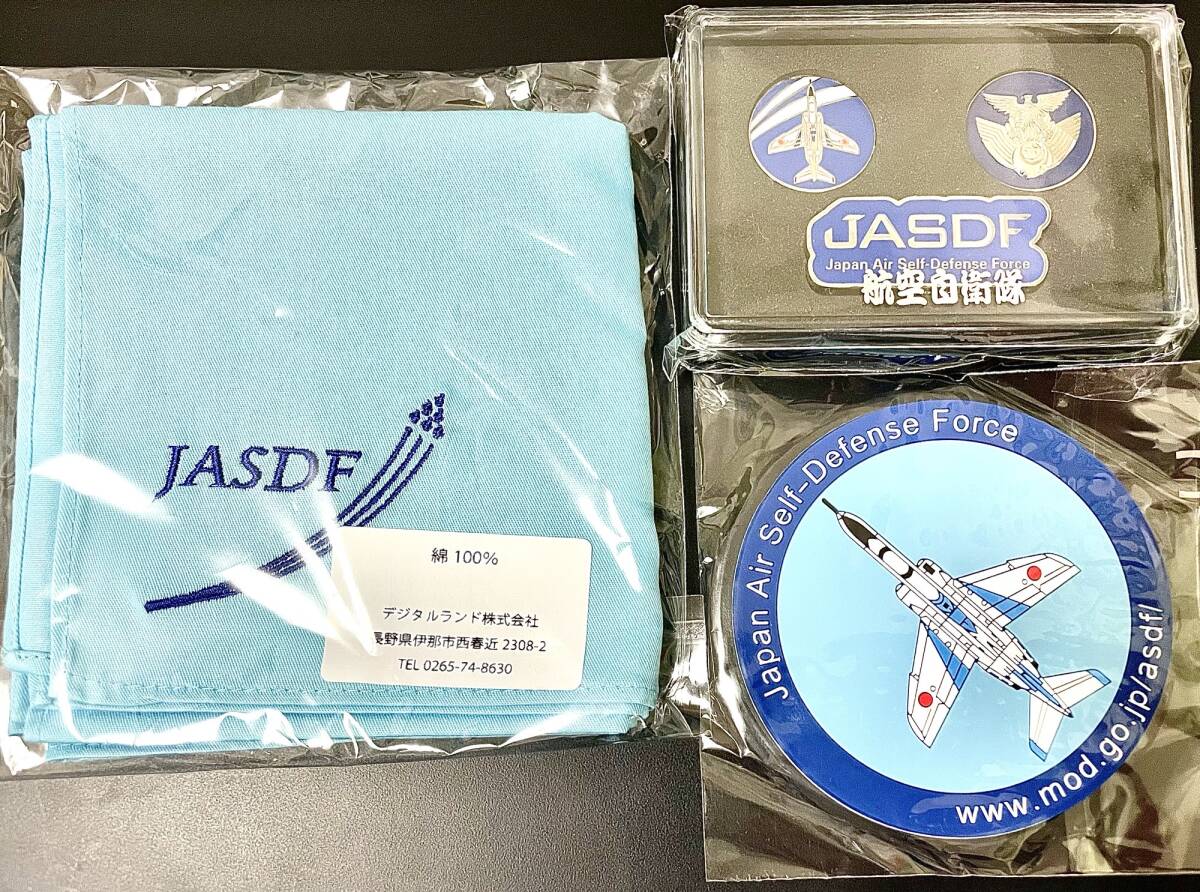 JASDF
綿 100%
デジタルランド株式会社
長野県伊那市西春近 2308-2
TEL 0265-74-8630
JASDF
Japan Air Self-Defense Force
航空自衛隊
Japan Air Self-Defense Force
www.mod.go.jp/asdf/